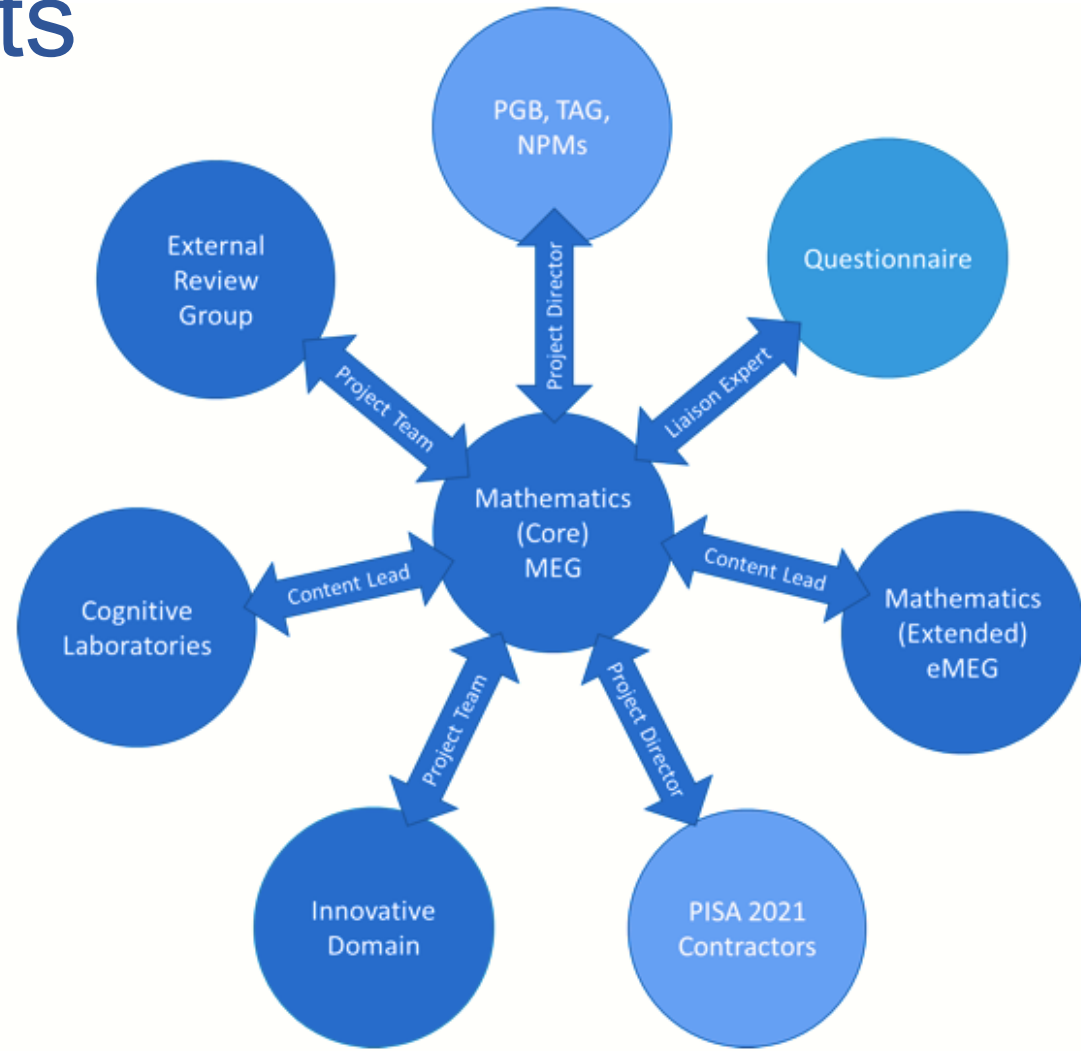 ts
PGB, TAG,
NPMs
Project Director
Questionnaire
Liaison Expert
External
Review
Group
Project Team
Mathematics
(Core)
MEG
Content Lead
Mathematics
(Extended)
eMEG
Content Lead
Cognitive
Laboratories
Project Team
Innovative
Domain
Project Director
PISA 2021
Contractors